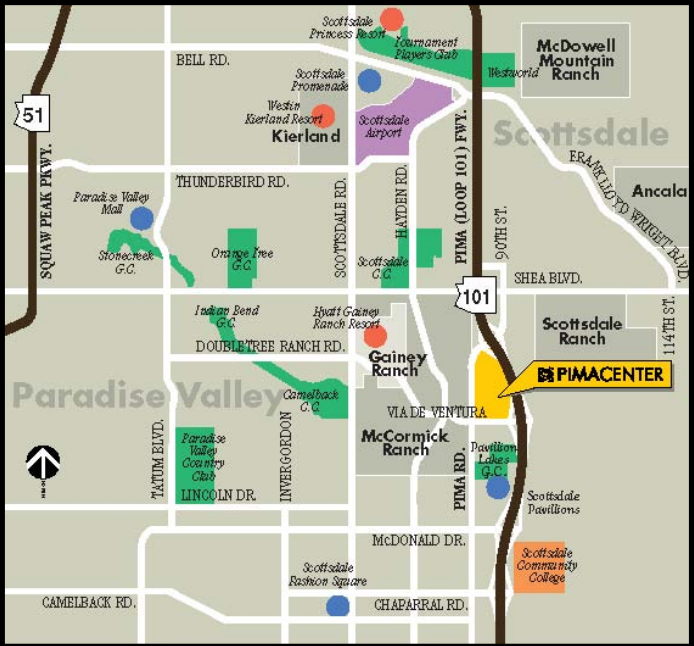 Scottsdale
Princess Resort
Tournament
Players Club
McDowell
Mountain
Ranch
BELL RD.
Scottsdale
Promenade
Westworld
51
Westin
Kierland Resort
Kierland
Scottsdale
Airport
Scottsdale
SQUAW PEAK PKWY.
THUNDERBIRD RD.
SCOTTSDALE RD.
HAYDEN RD.
PIMA (LOOP 101) FWY.
90TH ST.
FRANK LLOYD WRIGHT BLVD.
Ancala
Paradise Valley
Mall
Stonecreek
G.C.
Orange Tree
G.C.
Scottsdale
G.C.
SHEA BLVD.
101
114TH ST.
Indian Bend
G.C.
Hyatt Gainey
Ranch Resort
Scottsdale
Ranch
DOUBLETREE RANCH RD.
Gainey
Ranch
PIMACENTER
Paradise Valley
Camelback
G.C.
VIA DE VENTURA
TATUM BLVD.
Paradise
Valley
Country
Club
INVERGORDON
McCormick
Ranch
PIMA RD.
Pavillion
Lakes
G.C.
LINCOLN DR.
Scottsdale
Pavillions
McDONALD DR.
Scottsdale
Community
College
Scottsdale
Fashion Square
CAMELBACK RD.
CHAPARRAL RD.